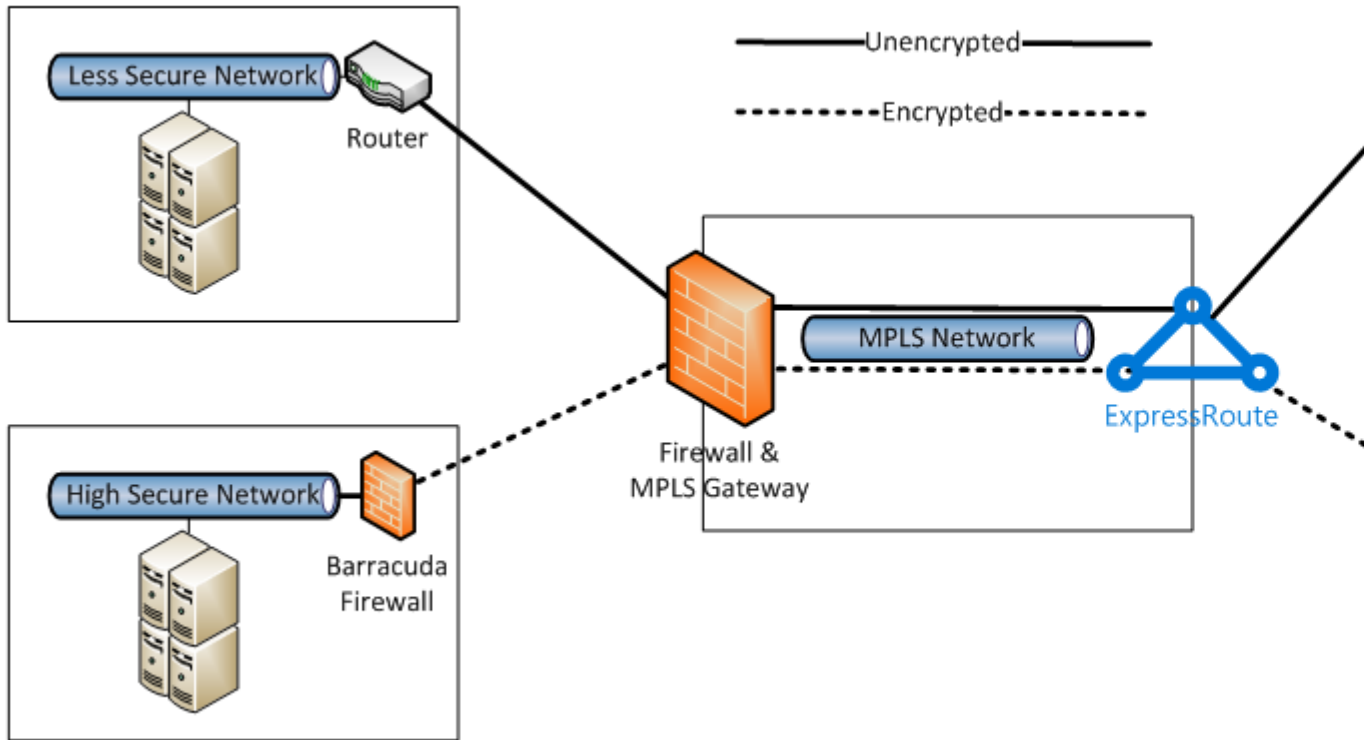 Less Secure Network
Router
Unencrypted
Encrypted
MPLS Network
ExpressRoute
Firewall &
MPLS Gateway
High Secure Network
Barracuda
Firewall